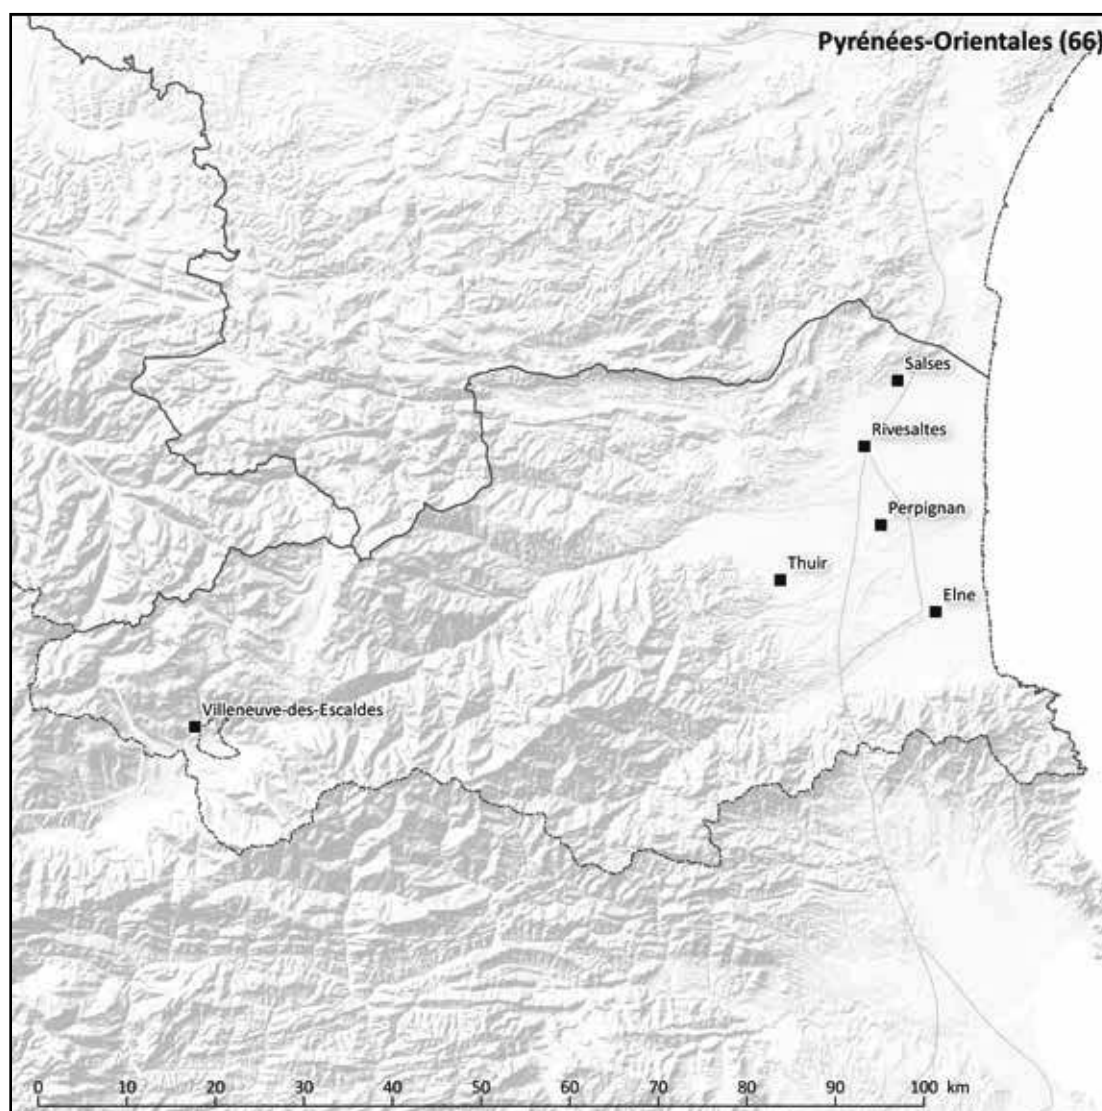 Pyrénées-Orientales (66)
Salses
Rivesaltes
Perpignan
Thuir
Elne
Villeneuve-des-Escaldes
0 10 20 30 40 50 60 70 80 90 100 km